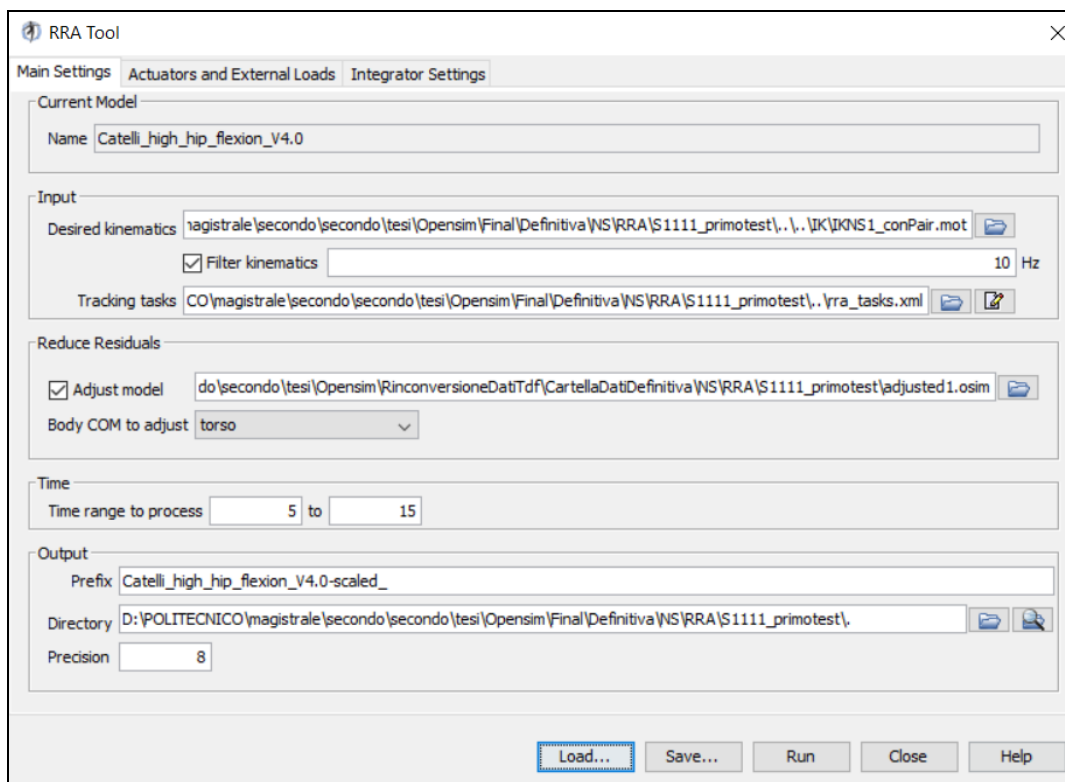 RRA Tool
Main Settings Actuators and External Loads Integrator Settings
Current Model
Name Catelli_high_hip_flexion_V4.0
Input
Desired kinematics nagistrale\secondo\secondo\tesi\Opensim\Final\Definitiva\NS\RRA\S1111_primotest\..\..\IK\IKNS1_conPair.mot
Filter kinematics 10 Hz
Tracking tasks CO\magistrale\secondo\secondo\tesi\Opensim\Final\Definitiva\NS\RRA\S1111_primotest\..\rra_tasks.xml
Reduce Residuals
Adjust model do\secondo\tesi\Opensim\RinconversioneDatiTdf\CartellaDatiDefinitiva\NS\RRA\S1111_primotest\adjusted1.osim
Body COM to adjust torso
Time
Time range to process 5 to 15
Output
Prefix Catelli_high_hip_flexion_V4.0-scaled_
Directory D:\POLITECNICO\magistrale\secondo\secondo\tesi\Opensim\Final\Definitiva\NS\RRA\S1111_primotest\.
Precision 8
Load... Save... Run Close Help